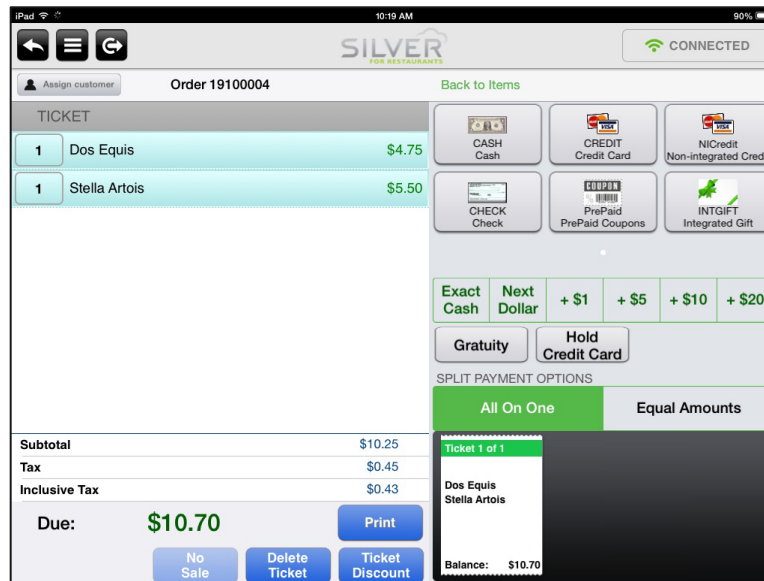 iPad
10:19 AM
90%
SILVER
FOR RESTAURANTS
CONNECTED
Assign customer
Order 19100004
Back to Items
TICKET
1 Dos Equis $4.75
1 Stella Artois $5.50
CASH
Cash
CREDIT
Credit Card
NICredit
Non-integrated Cred
CHECK
Check
COUPON
PrePaid
PrePaid Coupons
INTGIFT
Integrated Gift
VISA
VISA
Exact
Cash
Next
Dollar
+ $1
+ $5
+ $10
+ $20
Gratuity
Hold
Credit Card
SPLIT PAYMENT OPTIONS
All On One
Equal Amounts
Ticket 1 of 1
Dos Equis
Stella Artois
Balance: $10.70
Subtotal $10.25
Tax $0.45
Inclusive Tax $0.43
Due: $10.70
Print
No
Sale
Delete
Ticket
Ticket
Discount